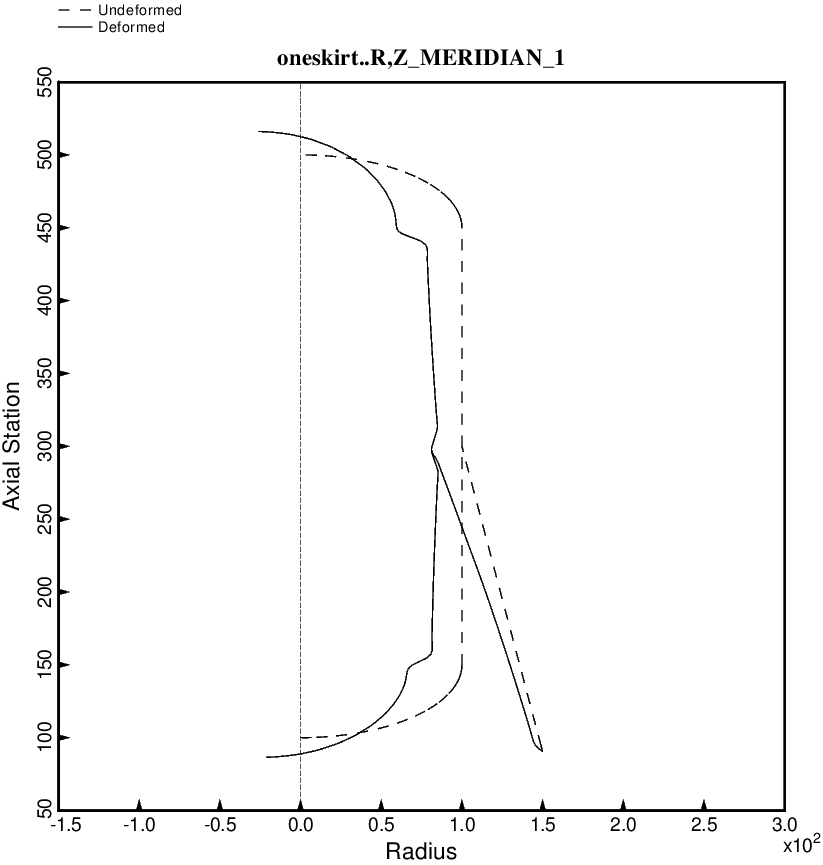 Undeformed
Deformed
oneskirt..R,Z_MERIDIAN_1
550
500
450
400
350
300
250
200
150
100
50
Axial Station
-1.5 -1.0 -0.5 0.0 0.5 1.0 1.5 2.0 2.5 3.0
x10²
Radius